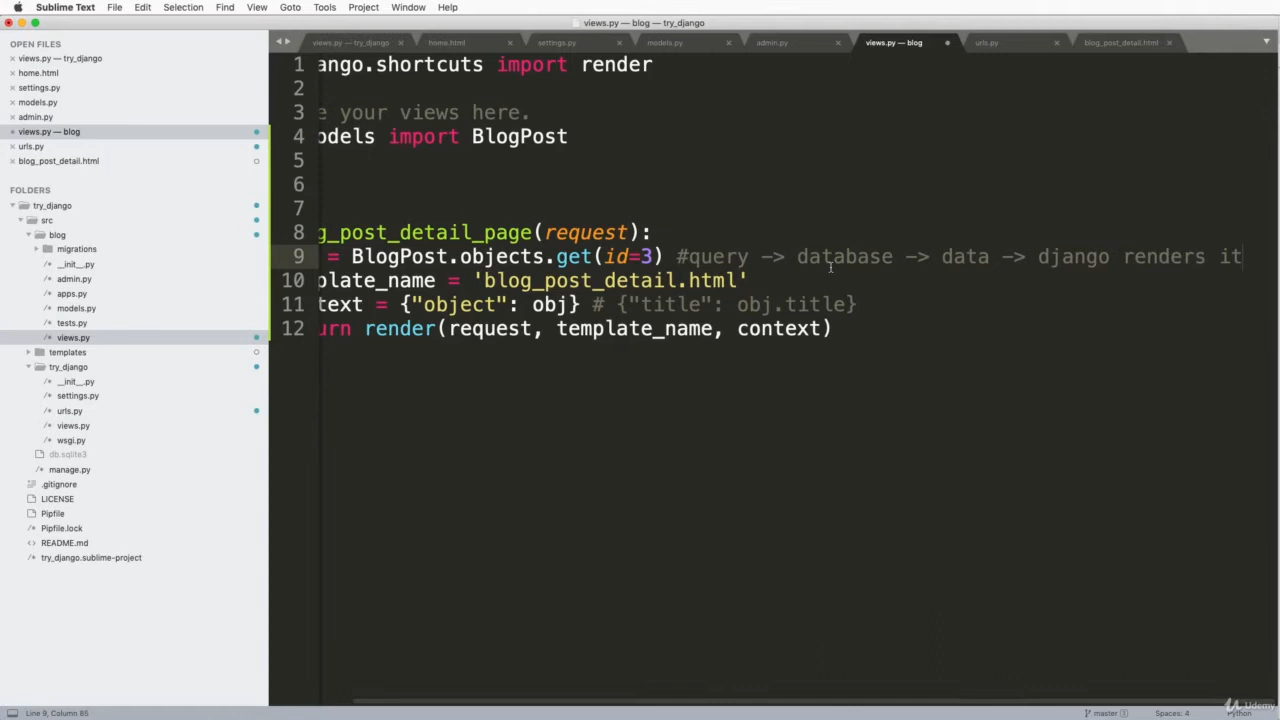 Sublime Text File Edit Selection Find View Goto Tools Project Window Help
views.py — blog — try_django
OPEN FILES
views.py — try_django
home.html
settings.py
models.py
admin.py
views.py — blog
urls.py
blog_post_detail.html
FOLDERS
try_django
src
blog
migrations
__init__.py
admin.py
apps.py
models.py
tests.py
views.py
templates
try_django
__init__.py
settings.py
urls.py
views.py
wsgi.py
db.sqlite3
manage.py
.gitignore
LICENSE
Pipfile
Pipfile.lock
README.md
try_django.sublime-project
views.py — try_django home.html settings.py models.py admin.py views.py — blog urls.py blog_post_detail.html
1 ango.shortcuts import render
2
3 e your views here.
4 odels import BlogPost
5
6
7
8 g_post_detail_page(request):
9 = BlogPost.objects.get(id=3) #query -> database -> data -> django renders it
10 plate_name = 'blog_post_detail.html'
11 text = {"object": obj} # {"title": obj.title}
12 urn render(request, template_name, context)
Line 9, Column 85 master 3 Spaces: 4 Python
Udemy